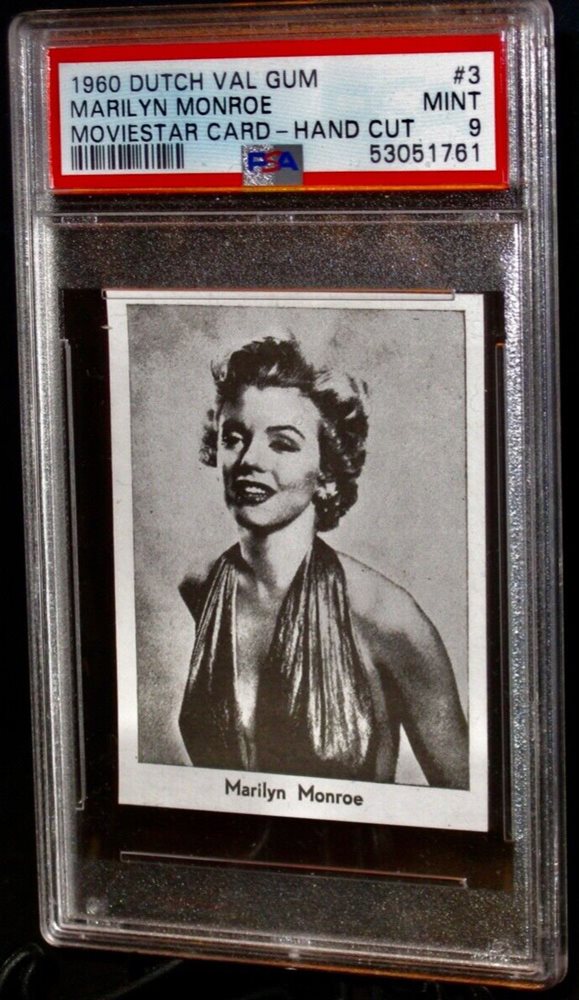 1960 DUTCH VAL GUM #3
MARILYN MONROE MINT
MOVIESTAR CARD - HAND CUT 9
PSA 53051761
Marilyn Monroe